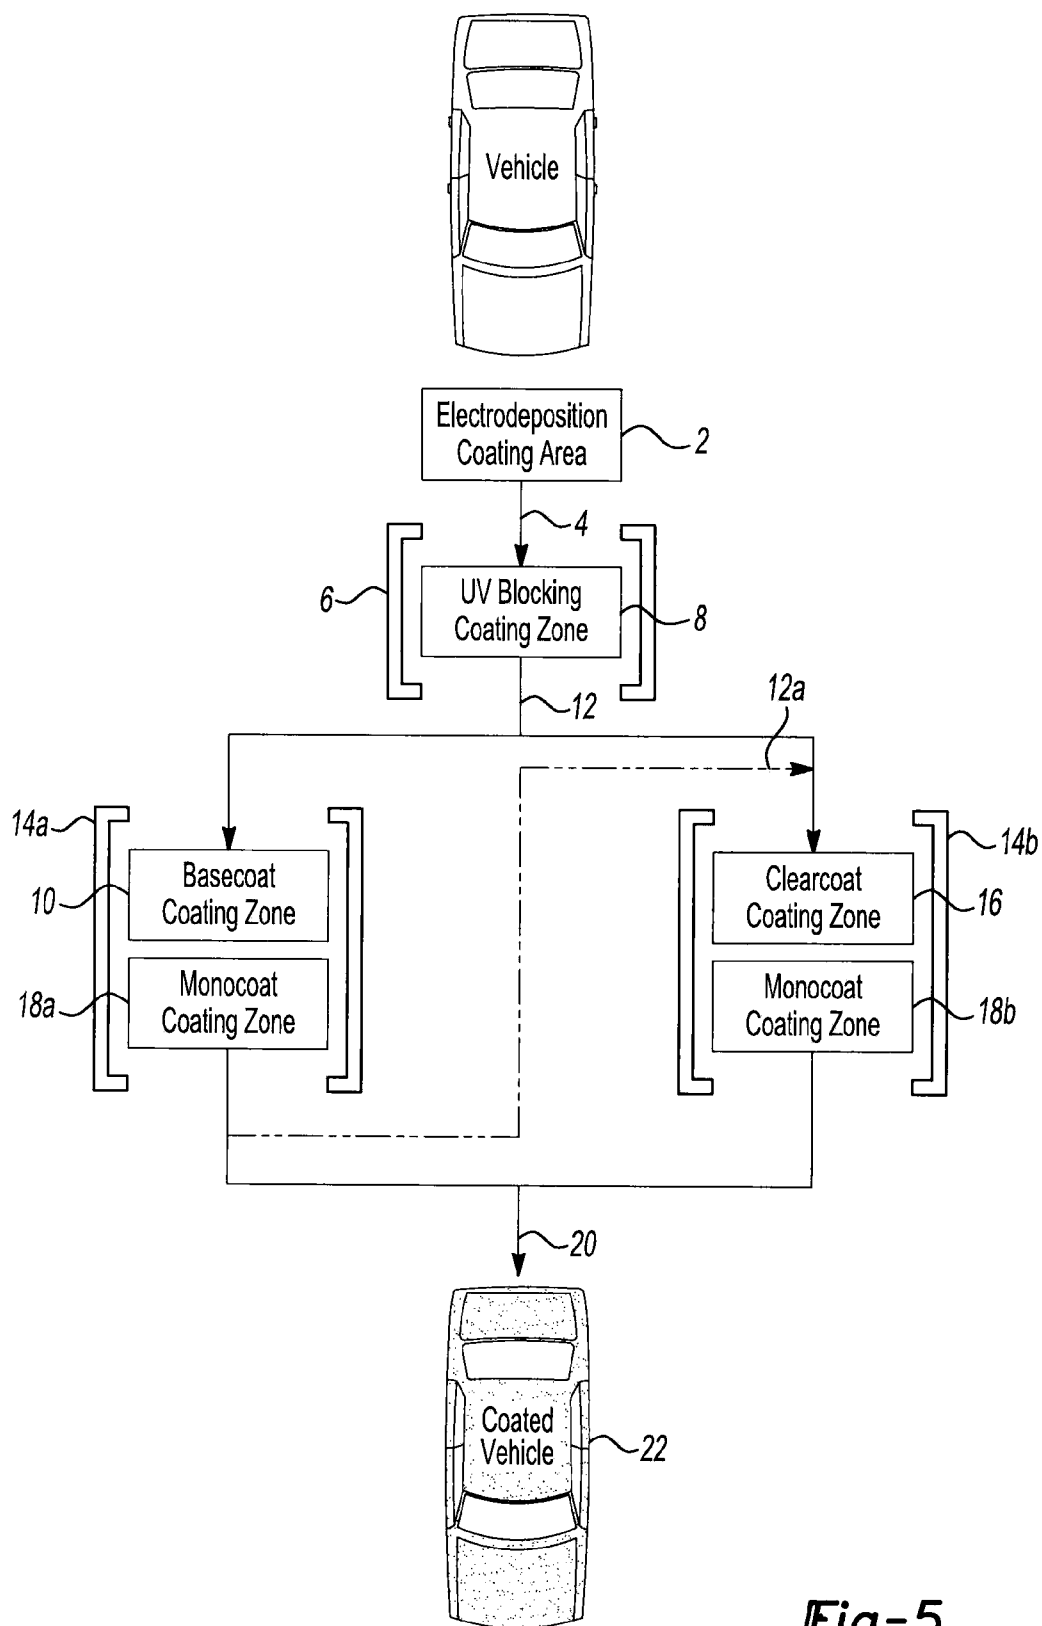 Vehicle
Electrodeposition
Coating Area
2
4
6
UV Blocking
Coating Zone
8
12
12a
14a
10
Basecoat
Coating Zone
18a
Monocoat
Coating Zone
Clearcoat
Coating Zone
14b
16
Monocoat
Coating Zone
18b
20
Coated
Vehicle
22
Fig-5